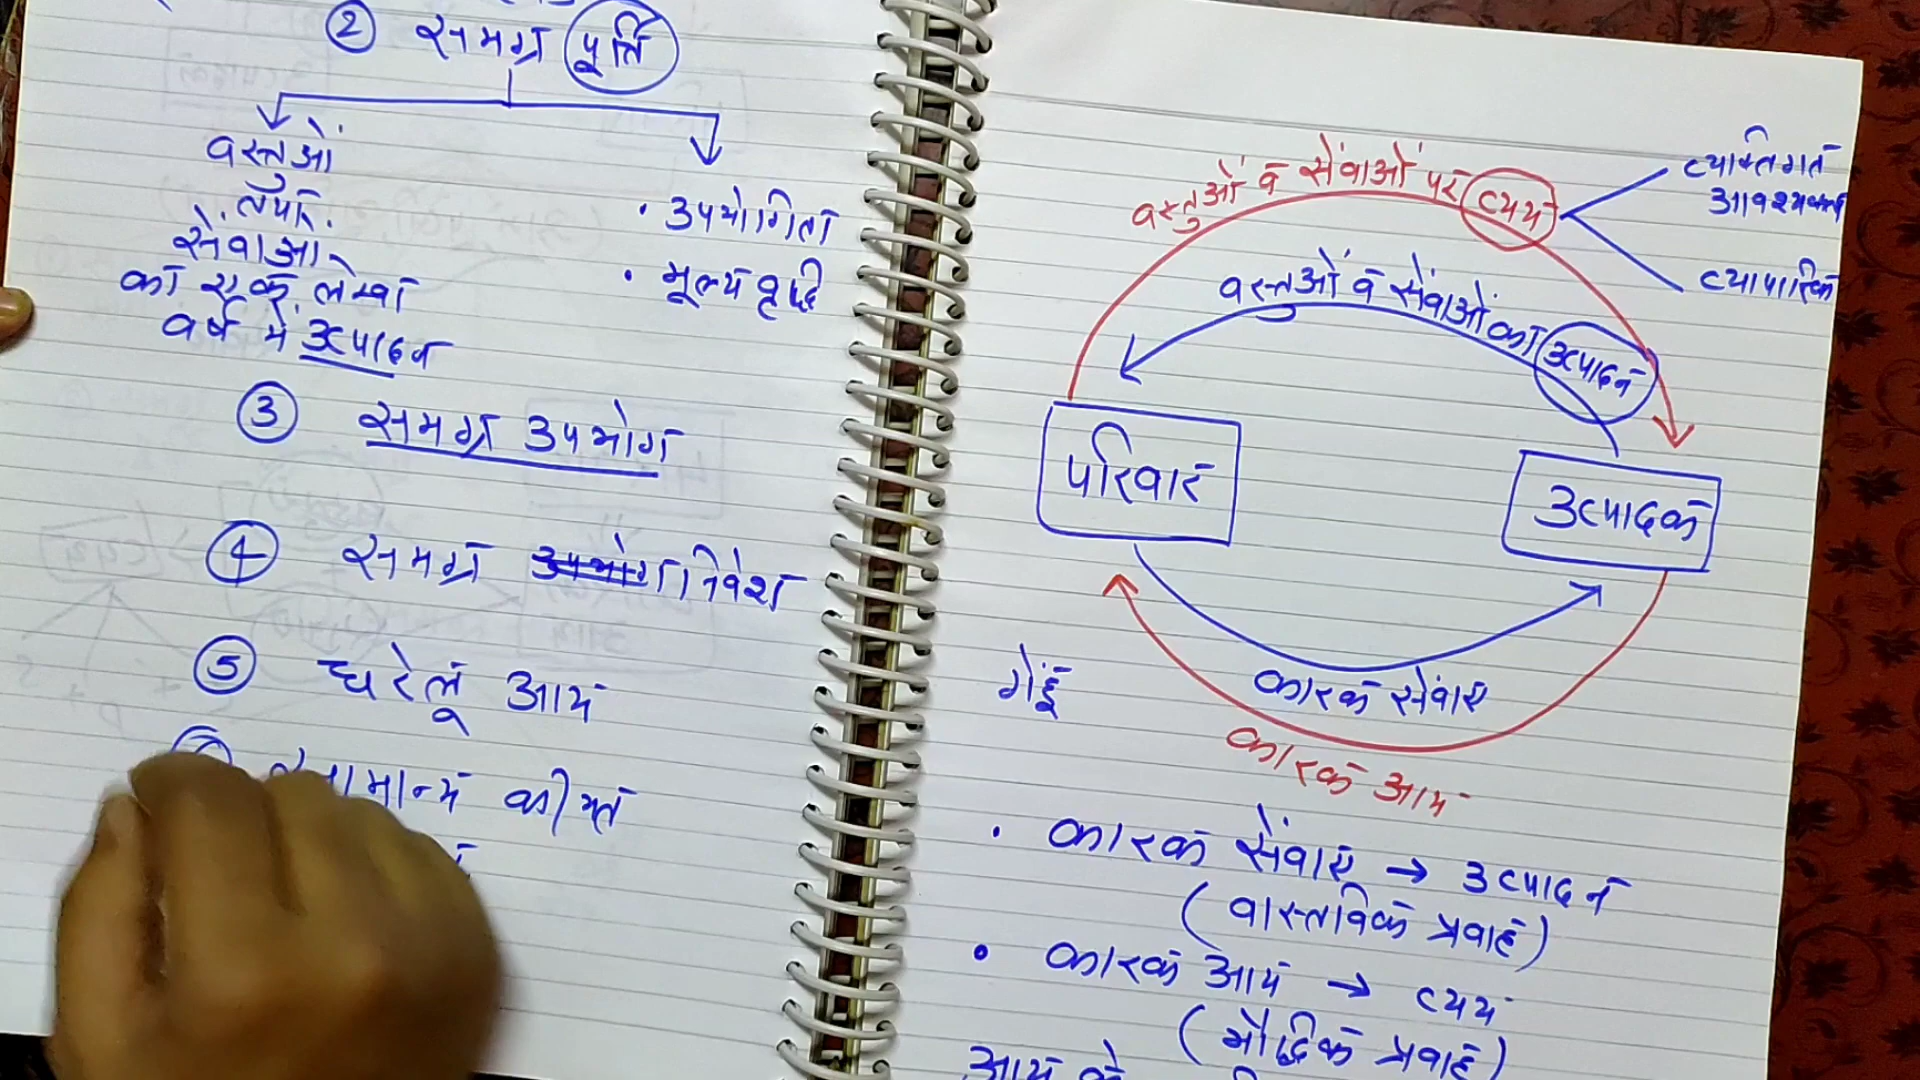 ② समग्र पूर्ति
वस्तुओं
तैयार
सेवाओं
का एक लेखा
वर्ष में उत्पादन
• उपयोगिता
• मूल्य वृद्धि
③ समग्र उपभोग
④ समग्र निवेश
⑤ घरेलू आय
सामान्य कीमत
वस्तुओं व सेवाओं पर व्यय
व्यक्तिगत
आवश्यकता
व्यापारिक
वस्तुओं व सेवाओं का उत्पादन
परिवार
उत्पादक
कारक सेवाएं
गेहूं
कारक आय
• कारक सेवाएं → उत्पादन
(वास्तविक प्रवाह)
• कारक आय → व्यय
(मौद्रिक प्रवाह)
आय के